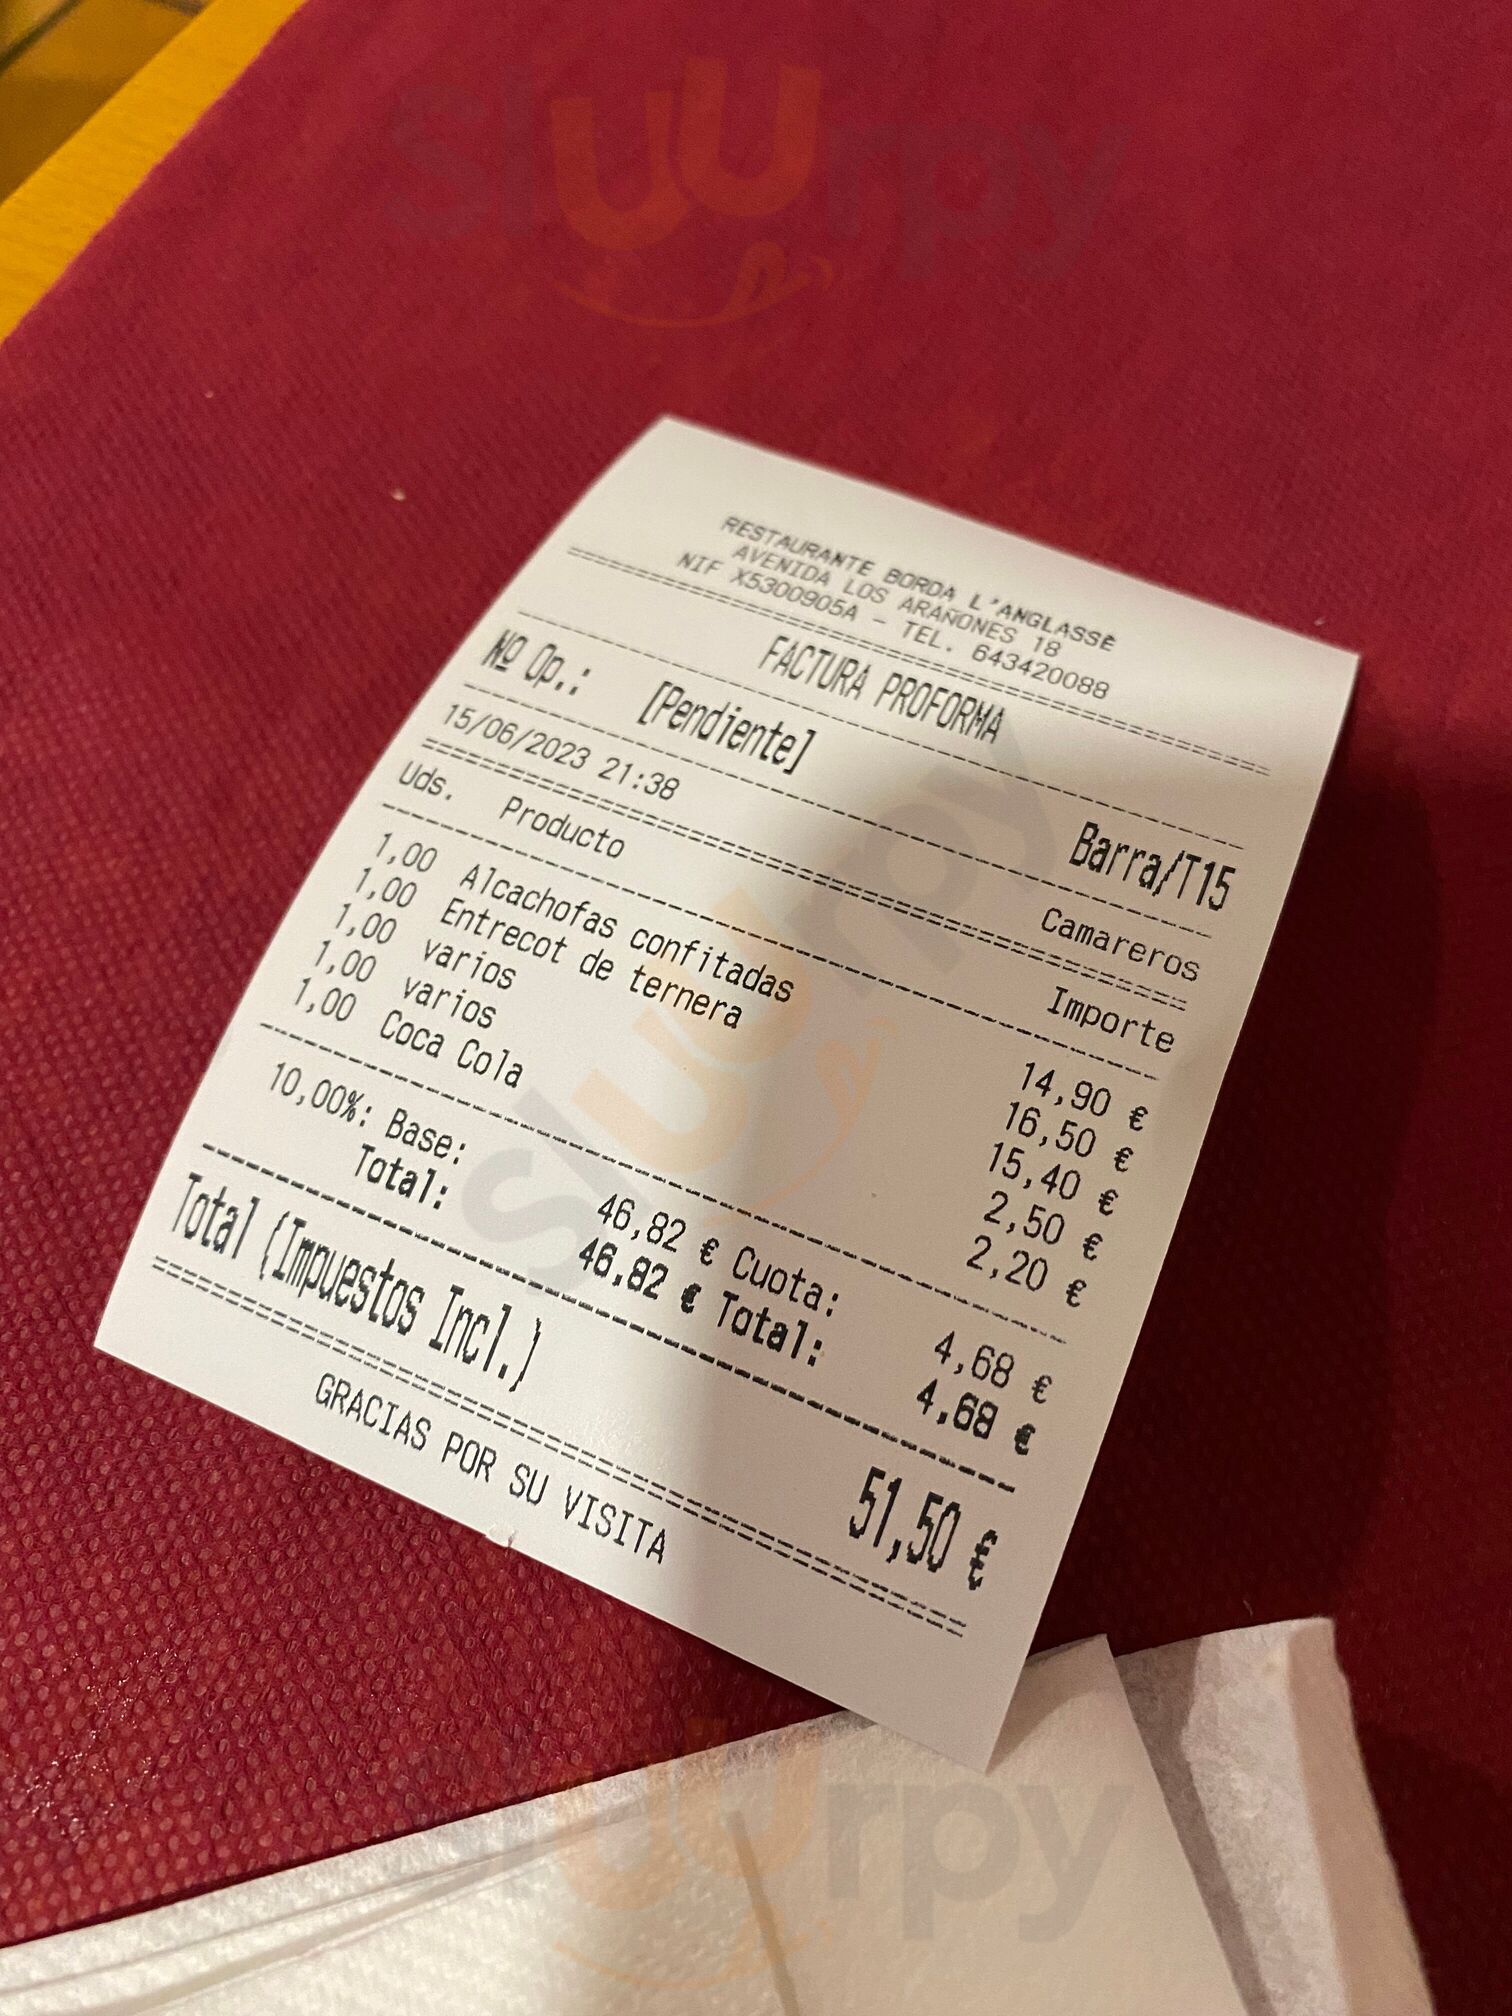 sluurpy
RESTAURANTE BORDA L'ANGLASSE
AVENIDA LOS ARAÑONES 18
NIF X5300905A - TEL. 643420088
FACTURA PROFORMA
Nº Op.: [Pendiente] Barra/T15
15/06/2023 21:38 Camareros
Uds. Producto Importe
1,00 Alcachofas confitadas 14,90 €
1,00 Entrecot de ternera 16,50 €
1,00 varios 15,40 €
1,00 varios 2,50 €
1,00 Coca Cola 2,20 €
10,00%: Base: 46,82 € Cuota: 4,68 €
Total: 46,82 € Total: 4,68 €
Total (Impuestos Incl.) 51,50 €
GRACIAS POR SU VISITA
sluurpy
sluurpy